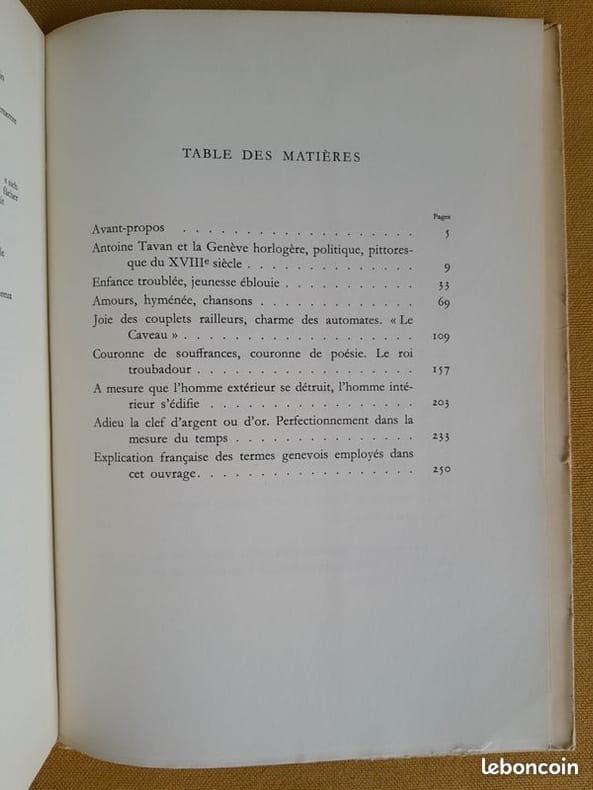 TABLE DES MATIÈRES
Pages
Avant-propos . . . . . . . . . . . . . . . . . 5
Antoine Tavan et la Genève horlogère, politique, pittores-
que du XVIIIe siècle . . . . . . . . . . . . 9
Enfance troublée, jeunesse éblouie . . . . . . . . . . 33
Amours, hyménée, chansons . . . . . . . . . . . 69
Joie des couplets railleurs, charme des automates. « Le
Caveau » . . . . . . . . . . . . . . . . . 109
Couronne de souffrances, couronne de poésie. Le roi
troubadour . . . . . . . . . . . . . . . . 157
A mesure que l'homme extérieur se détruit, l'homme inté-
rieur s'édifie . . . . . . . . . . . . . . . 203
Adieu la clef d'argent ou d'or. Perfectionnement dans la
mesure du temps . . . . . . . . . . . . . 233
Explication française des termes genevois employés dans
cet ouvrage. . . . . . . . . . . . . . . . 250
leboncoin